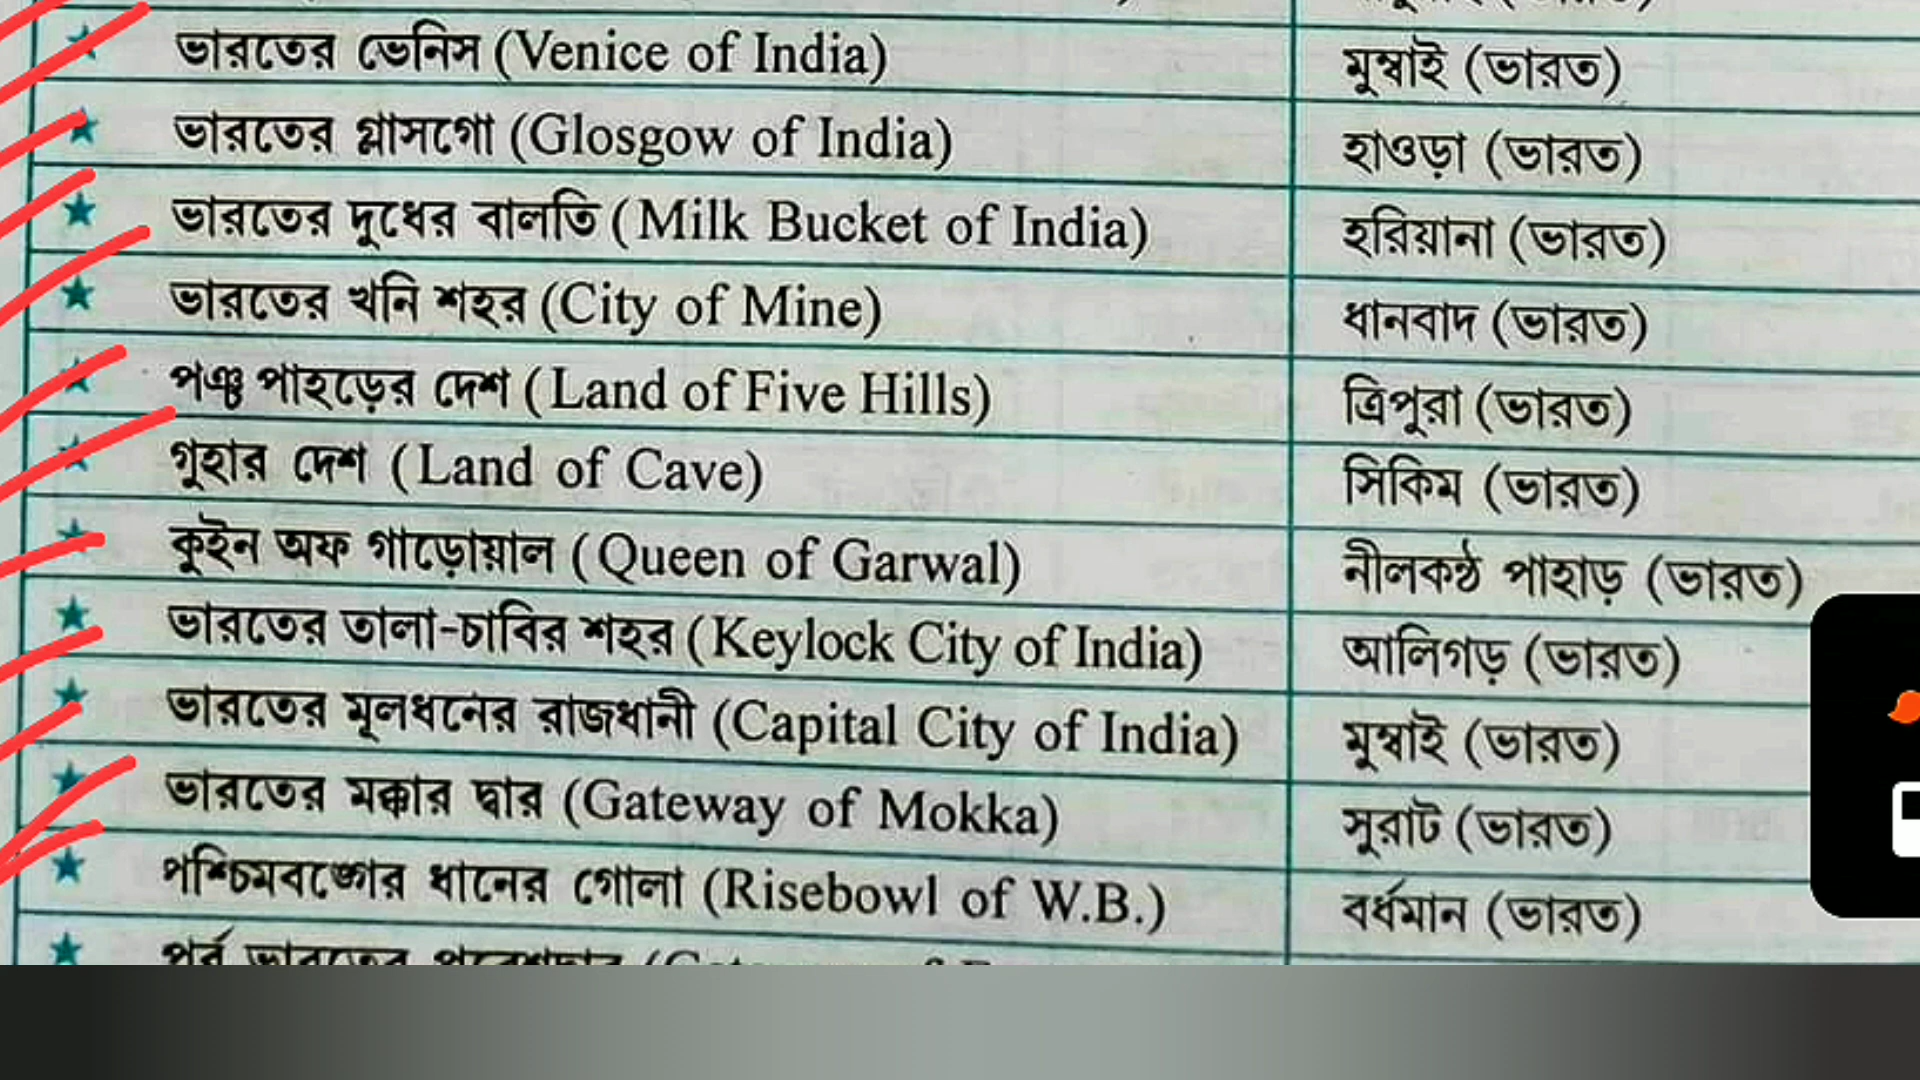 ভারতের ভেনিস (Venice of India) মুম্বাই (ভারত)
ভারতের গ্লাসগো (Glosgow of India) হাওড়া (ভারত)
ভারতের দুধের বালতি (Milk Bucket of India) হরিয়ানা (ভারত)
ভারতের খনি শহর (City of Mine) ধানবাদ (ভারত)
পঞ্চ পাহড়ের দেশ (Land of Five Hills) ত্রিপুরা (ভারত)
গুহার দেশ (Land of Cave) সিকিম (ভারত)
কুইন অফ গাড়োয়াল (Queen of Garwal) নীলকণ্ঠ পাহাড় (ভারত)
ভারতের তালা-চাবির শহর (Keylock City of India) আলিগড় (ভারত)
ভারতের মূলধনের রাজধানী (Capital City of India) মুম্বাই (ভারত)
ভারতের মক্কার দ্বার (Gateway of Mokka) সুরাট (ভারত)
পশ্চিমবঙ্গের ধানের গোলা (Risebowl of W.B.) বর্ধমান (ভারত)
পূর্ব ভারতের প্রবেশদ্বার